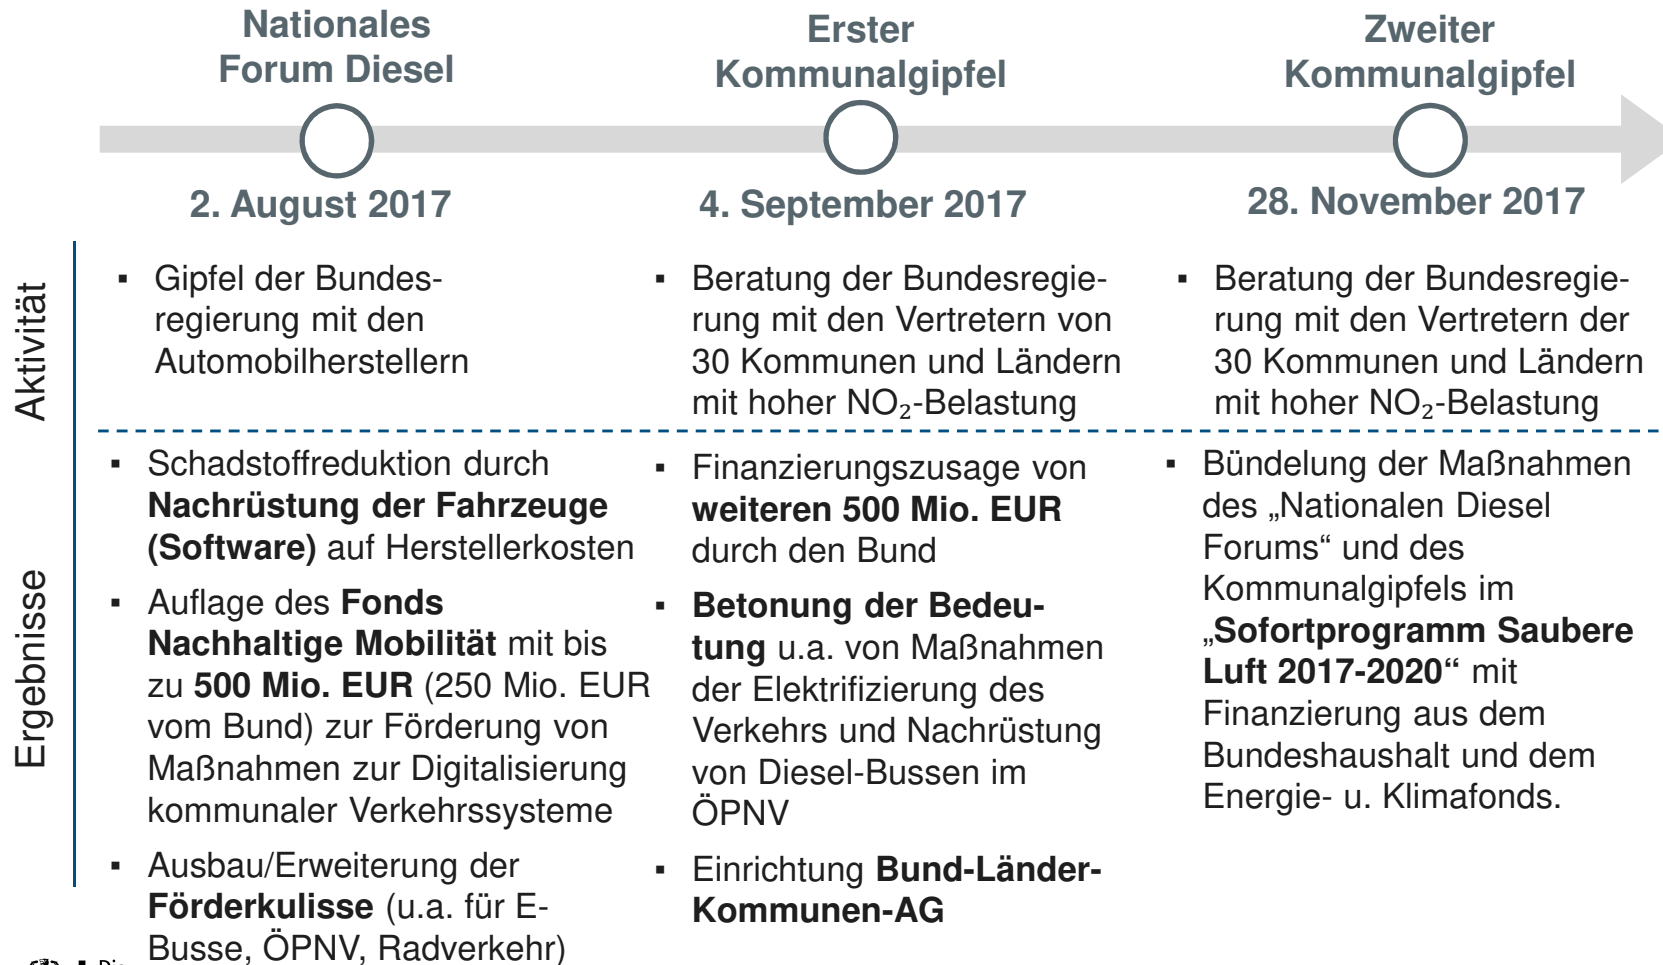 Nationales
Forum Diesel
Erster
Kommunalgipfel
Zweiter
Kommunalgipfel
2. August 2017
4. September 2017
28. November 2017
Aktivität
▪ Gipfel der Bundes-
regierung mit den
Automobilherstellern
▪ Beratung der Bundesregie-
rung mit den Vertretern von
30 Kommunen und Ländern
mit hoher NO₂-Belastung
▪ Beratung der Bundesregie-
rung mit den Vertretern der
30 Kommunen und Ländern
mit hoher NO₂-Belastung
Ergebnisse
▪ Schadstoffreduktion durch
Nachrüstung der Fahrzeuge
(Software) auf Herstellerkosten
▪ Auflage des Fonds
Nachhaltige Mobilität mit bis
zu 500 Mio. EUR (250 Mio. EUR
vom Bund) zur Förderung von
Maßnahmen zur Digitalisierung
kommunaler Verkehrssysteme
▪ Ausbau/Erweiterung der
Förderkulisse (u.a. für E-
Busse, ÖPNV, Radverkehr)
▪ Finanzierungszusage von
weiteren 500 Mio. EUR
durch den Bund
▪ Betonung der Bedeu-
tung u.a. von Maßnahmen
der Elektrifizierung des
Verkehrs und Nachrüstung
von Diesel-Bussen im
ÖPNV
▪ Einrichtung Bund-Länder-
Kommunen-AG
▪ Bündelung der Maßnahmen
des „Nationalen Diesel
Forums“ und des
Kommunalgipfels im
„Sofortprogramm Saubere
Luft 2017-2020“ mit
Finanzierung aus dem
Bundeshaushalt und dem
Energie- u. Klimafonds.